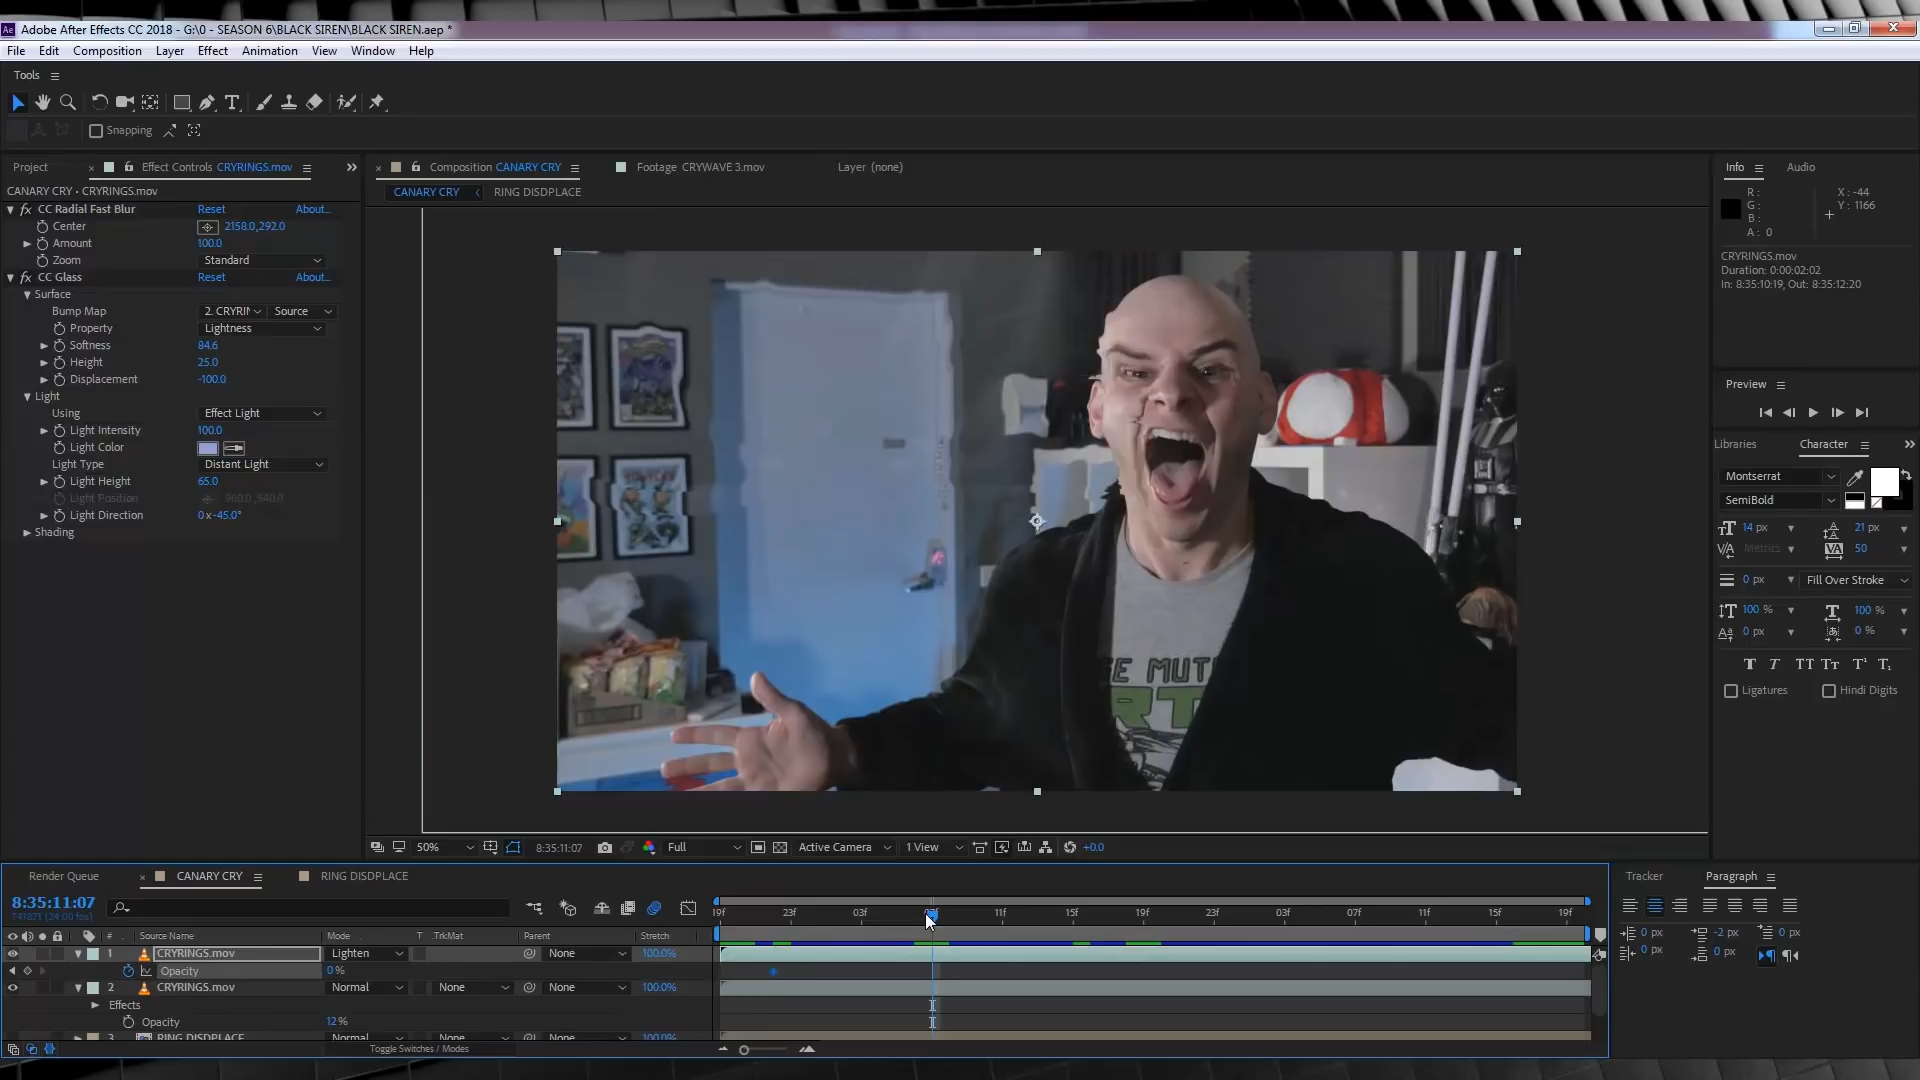 Adobe After Effects CC 2018 - G:\0 - SEASON 6\BLACK SIREN\BLACK SIREN.aep *
File Edit Composition Layer Effect Animation View Window Help
Tools
Snapping
Project Effect Controls CRYRINGS.mov
CANARY CRY • CRYRINGS.mov
CC Radial Fast Blur Reset About...
Center 2158.0,292.0
Amount 100.0
Zoom Standard
CC Glass Reset About...
Surface
Bump Map 2. CRYRIN Source
Property Lightness
Softness 84.6
Height 25.0
Displacement -100.0
Light
Using Effect Light
Light Intensity 100.0
Light Color
Light Type Distant Light
Light Height 65.0
Light Position 960.0,540.0
Light Direction 0x-45.0°
Shading
Composition CANARY CRY Footage CRYWAVE 3.mov Layer (none)
CANARY CRY RING DISDPLACE
E MUT
RT
50% 8:35:11:07 Full Active Camera 1 View +0.0
Info Audio
R: X: -44
G: Y: 1166
B:
A: 0
CRYRINGS.mov
Duration: 0:00:02:02
In: 8:35:10:19, Out: 8:35:12:20
Preview
Libraries Character
Montserrat
SemiBold
14 px 21 px
Metrics 50
0 px Fill Over Stroke
100 % 100 %
0 px 0 %
Ligatures Hindi Digits
Render Queue CANARY CRY RING DISDPLACE
8:35:11:07
741871 (24.00 fps)
19f 23f 03f 07f 11f 15f 19f 23f 03f 07f 11f 15f 19f
# Source Name Mode T .TrkMat Parent Stretch
1 CRYRINGS.mov Lighten None 100.0%
Opacity 0 %
2 CRYRINGS.mov Normal None None 100.0%
Effects
Opacity 12 %
3 RING DISDPLACE Normal None None 100.0%
Toggle Switches / Modes
Tracker Paragraph
0 px -2 px 0 px
0 px 0 px